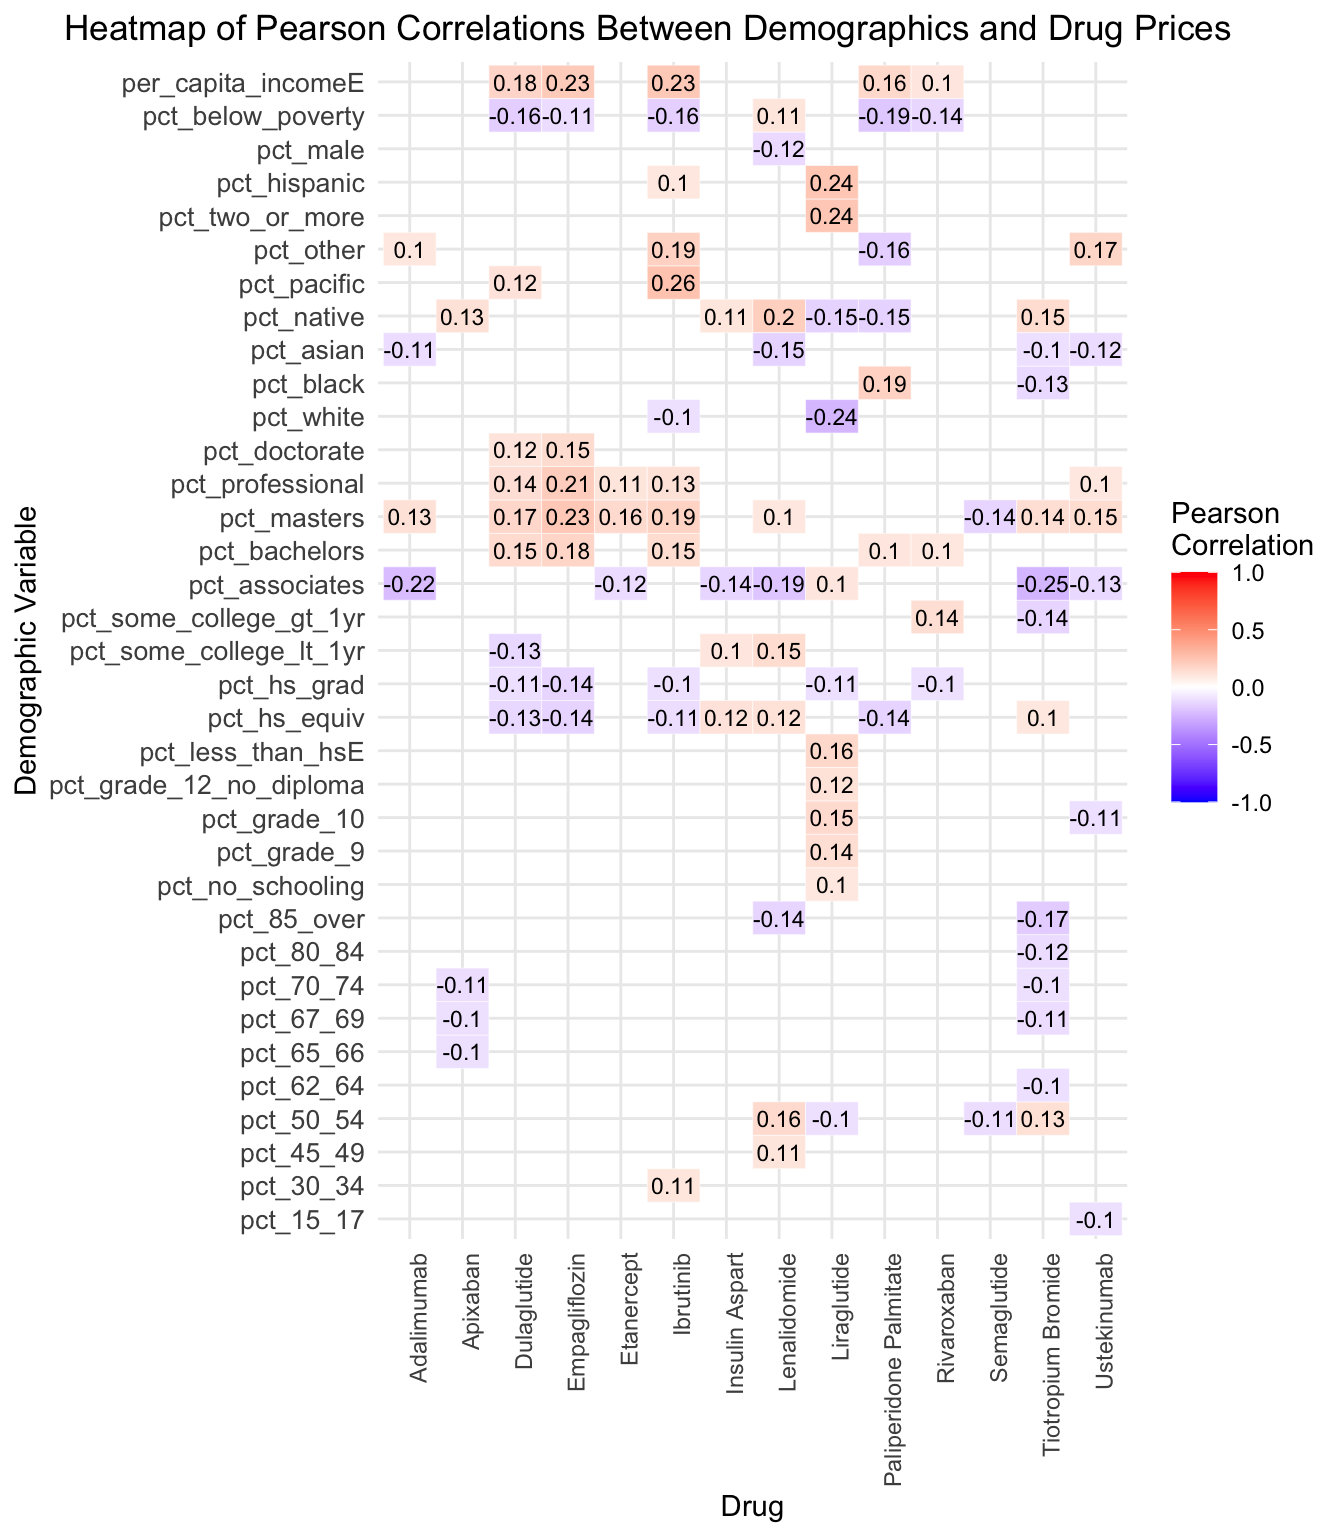 Heatmap of Pearson Correlations Between Demographics and Drug Prices
per_capita_incomeE 0.18 0.23 0.23 0.16 0.1
pct_below_poverty -0.16 -0.11 -0.16 0.11 -0.19 -0.14
pct_male -0.12
pct_hispanic 0.1 0.24
pct_two_or_more 0.24
pct_other 0.1 0.19 -0.16 0.17
pct_pacific 0.12 0.26
pct_native 0.13 0.11 0.2 -0.15 -0.15 0.15
pct_asian -0.11 -0.15 -0.1 -0.12
pct_black 0.19 -0.13
pct_white -0.1 -0.24
pct_doctorate 0.12 0.15
pct_professional 0.14 0.21 0.11 0.13 0.1
pct_masters 0.13 0.17 0.23 0.16 0.19 0.1 -0.14 0.14 0.15
pct_bachelors 0.15 0.18 0.15 0.1 0.1
pct_associates -0.22 -0.12 -0.14 -0.19 0.1 -0.25 -0.13
pct_some_college_gt_1yr 0.14 -0.14
pct_some_college_lt_1yr -0.13 0.1 0.15
pct_hs_grad -0.11 -0.14 -0.1 -0.11 -0.1
pct_hs_equiv -0.13 -0.14 -0.11 0.12 0.12 -0.14 0.1
pct_less_than_hsE 0.16
pct_grade_12_no_diploma 0.12
pct_grade_10 0.15 -0.11
pct_grade_9 0.14
pct_no_schooling 0.1
pct_85_over -0.14 -0.17
pct_80_84 -0.12
pct_70_74 -0.11 -0.1
pct_67_69 -0.1 -0.11
pct_65_66 -0.1
pct_62_64 -0.1
pct_50_54 0.16 -0.1 -0.11 0.13
pct_45_49 0.11
pct_30_34 0.11
pct_15_17 -0.1
Demographic Variable
Adalimumab
Apixaban
Dulaglutide
Empagliflozin
Etanercept
Ibrutinib
Insulin Aspart
Lenalidomide
Liraglutide
Paliperidone Palmitate
Rivaroxaban
Semaglutide
Tiotropium Bromide
Ustekinumab
Drug
Pearson
Correlation
1.0
0.5
0.0
-0.5
-1.0